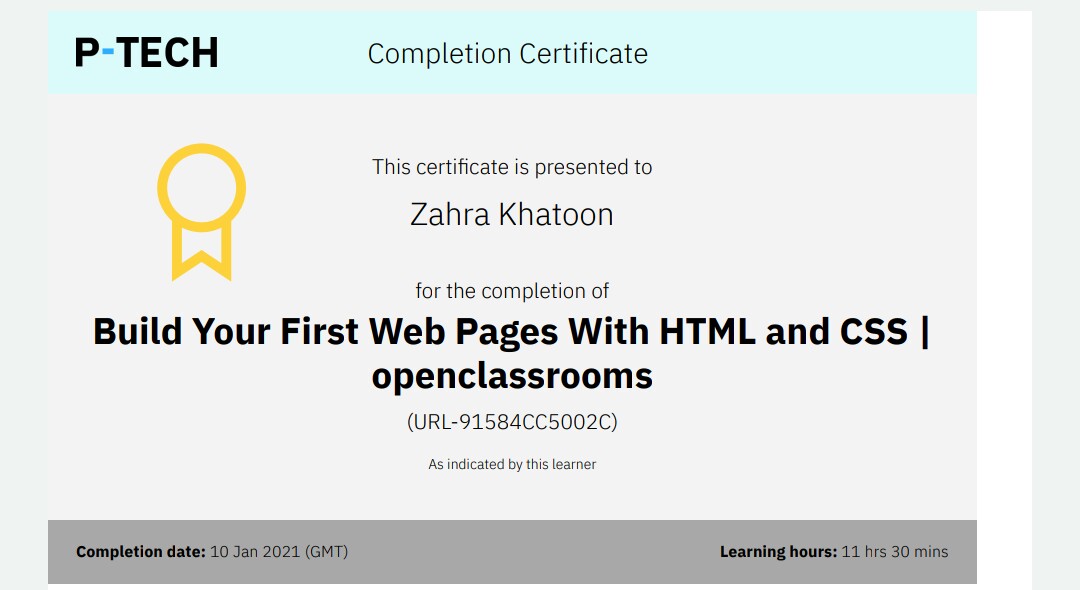 P-TECH
Completion Certificate
This certificate is presented to
Zahra Khatoon
for the completion of
Build Your First Web Pages With HTML and CSS |
openclassrooms
(URL-91584CC5002C)
As indicated by this learner
Completion date: 10 Jan 2021 (GMT)
Learning hours: 11 hrs 30 mins